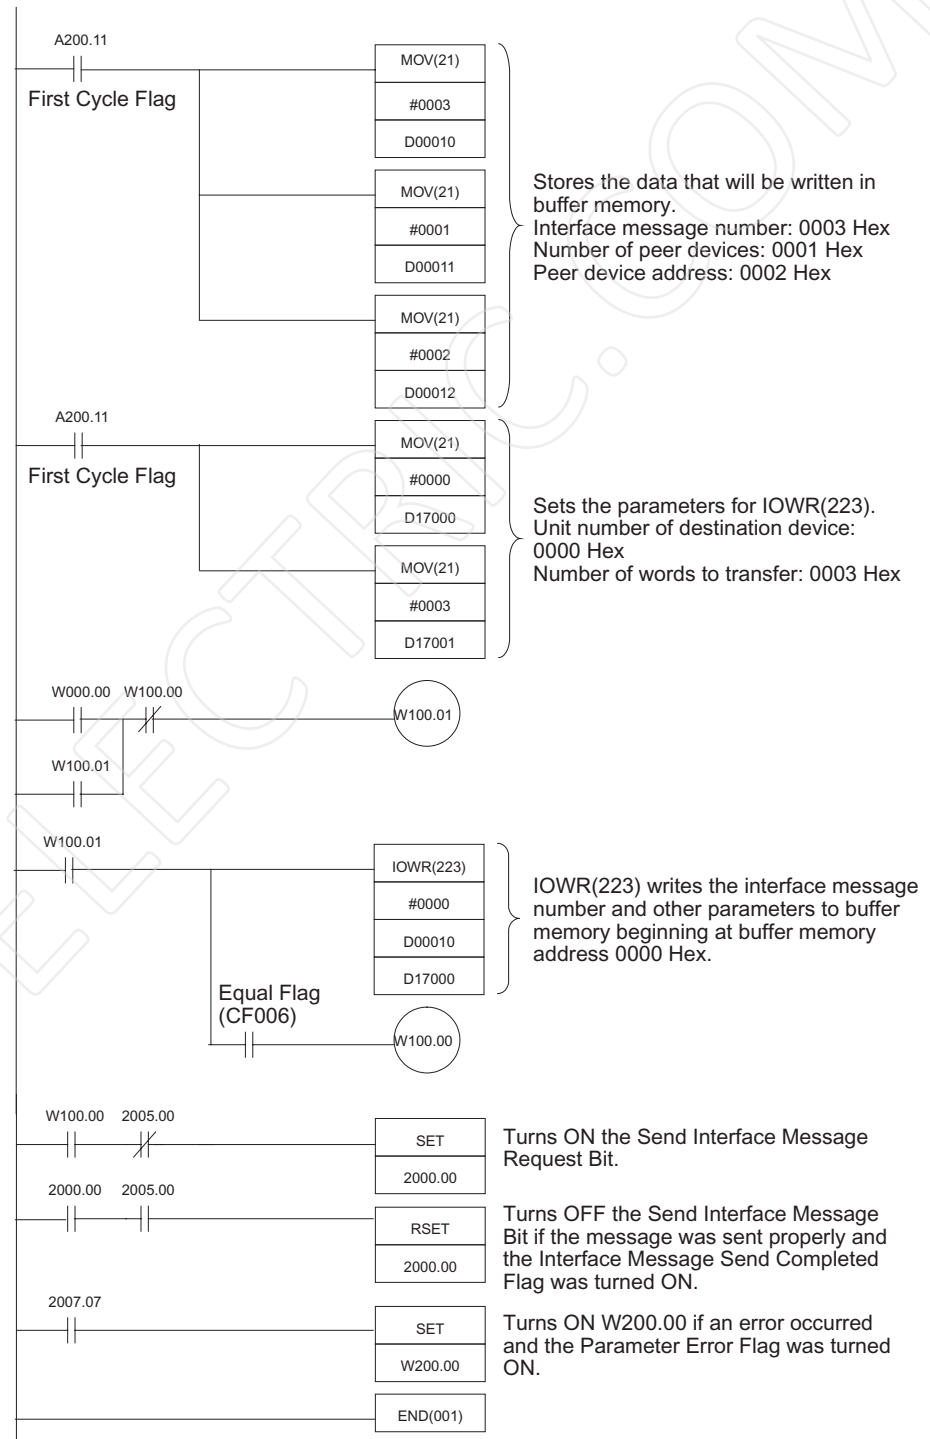 A200.11
First Cycle Flag
MOV(21)
#0003
D00010
MOV(21)
#0001
D00011
MOV(21)
#0002
D00012
Stores the data that will be written in
buffer memory.
Interface message number: 0003 Hex
Number of peer devices: 0001 Hex
Peer device address: 0002 Hex
A200.11
First Cycle Flag
MOV(21)
#0000
D17000
MOV(21)
#0003
D17001
Sets the parameters for IOWR(223).
Unit number of destination device:
0000 Hex
Number of words to transfer: 0003 Hex
W000.00 W100.00
W100.01
W100.01
W100.01
IOWR(223)
#0000
D00010
D17000
IOWR(223) writes the interface message
number and other parameters to buffer
memory beginning at buffer memory
address 0000 Hex.
Equal Flag
(CF006)
W100.00
W100.00 2005.00
SET
2000.00
Turns ON the Send Interface Message
Request Bit.
2000.00 2005.00
RSET
2000.00
Turns OFF the Send Interface Message
Bit if the message was sent properly and
the Interface Message Send Completed
Flag was turned ON.
2007.07
SET
W200.00
Turns ON W200.00 if an error occurred
and the Parameter Error Flag was turned
ON.
END(001)
ELECTRIC.COM